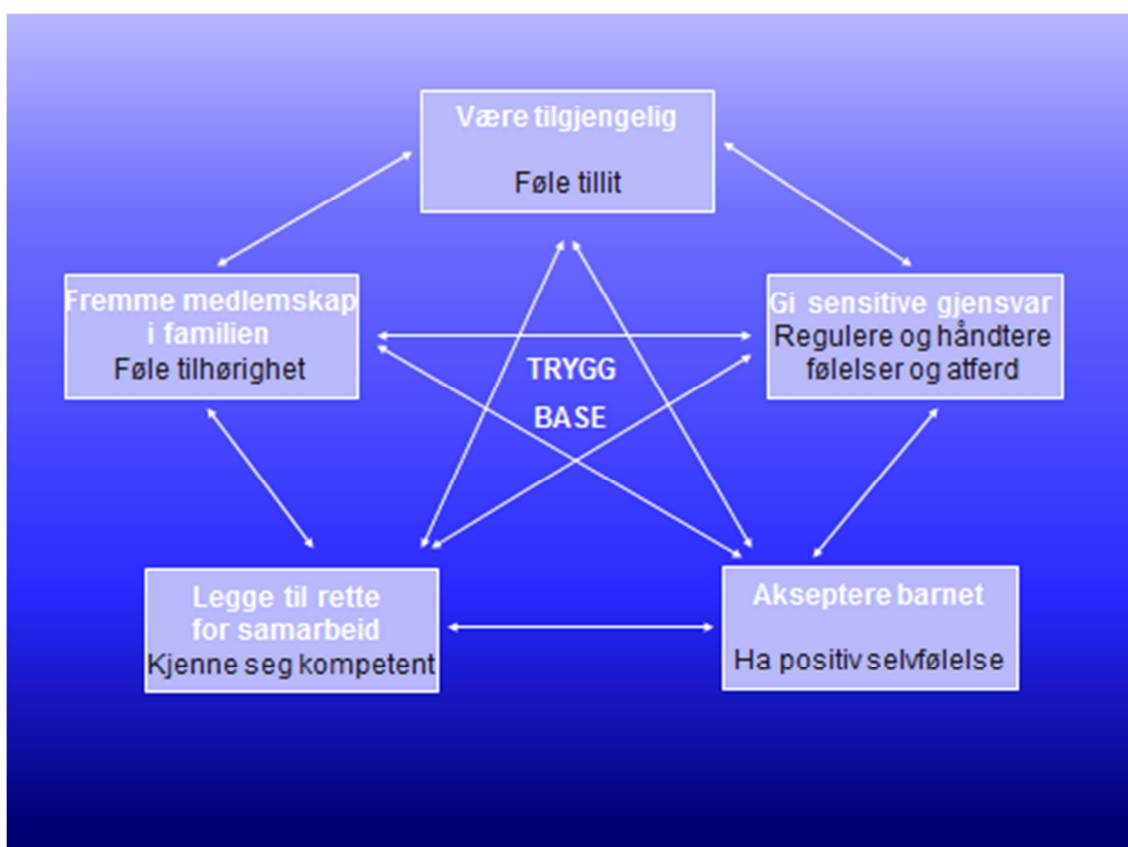 Være tilgjengelig
Føle tillit
Fremme medlemskap
i familien
Føle tilhørighet
Gi sensitive gjensvar
Regulere og håndtere
følelser og atferd
TRYGG
BASE
Legge til rette
for samarbeid
Kjenne seg kompetent
Akseptere barnet
Ha positiv selvfølelse